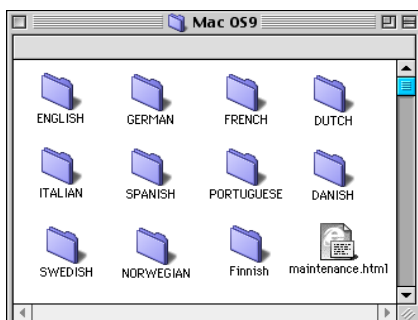 Mac OS9
ENGLISH GERMAN FRENCH DUTCH
ITALIAN SPANISH PORTUGUESE DANISH
SWEDISH NORWEGIAN Finnish maintenance.html